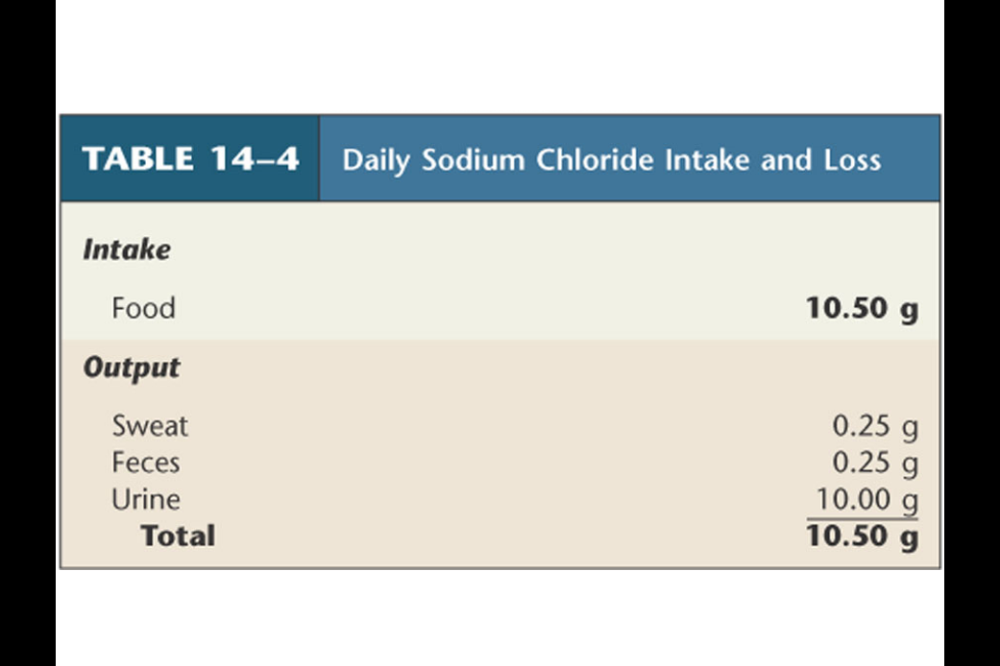 TABLE 14–4 Daily Sodium Chloride Intake and Loss
Intake
Food 10.50 g
Output
Sweat 0.25 g
Feces 0.25 g
Urine 10.00 g
Total 10.50 g